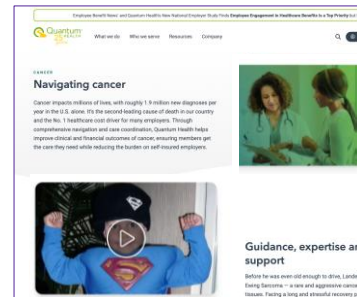 Employee Benefit News' and Quantum Health's New National Employer Study Finds Employee Engagement in Healthcare Benefits Is a Top Priority but
Quantum
HEALTH
What we do Who we serve Resources Company
CANCER
Navigating cancer
Cancer impacts millions of lives, with roughly 1.9 million new diagnoses per
year in the U.S. alone. It's the second-leading cause of death in our country
and the No. 1 healthcare cost driver for many employers. Through
comprehensive navigation and care coordination, Quantum Health helps
improve clinical and financial outcomes of cancer, ensuring members get
the care they need while reducing the burden on self-insured employers.
Guidance, expertise an
support
Before he was even old enough to drive, Lande
Ewing Sarcoma – a rare and aggressive cance
tissues. Facing a long and stressful recovery p